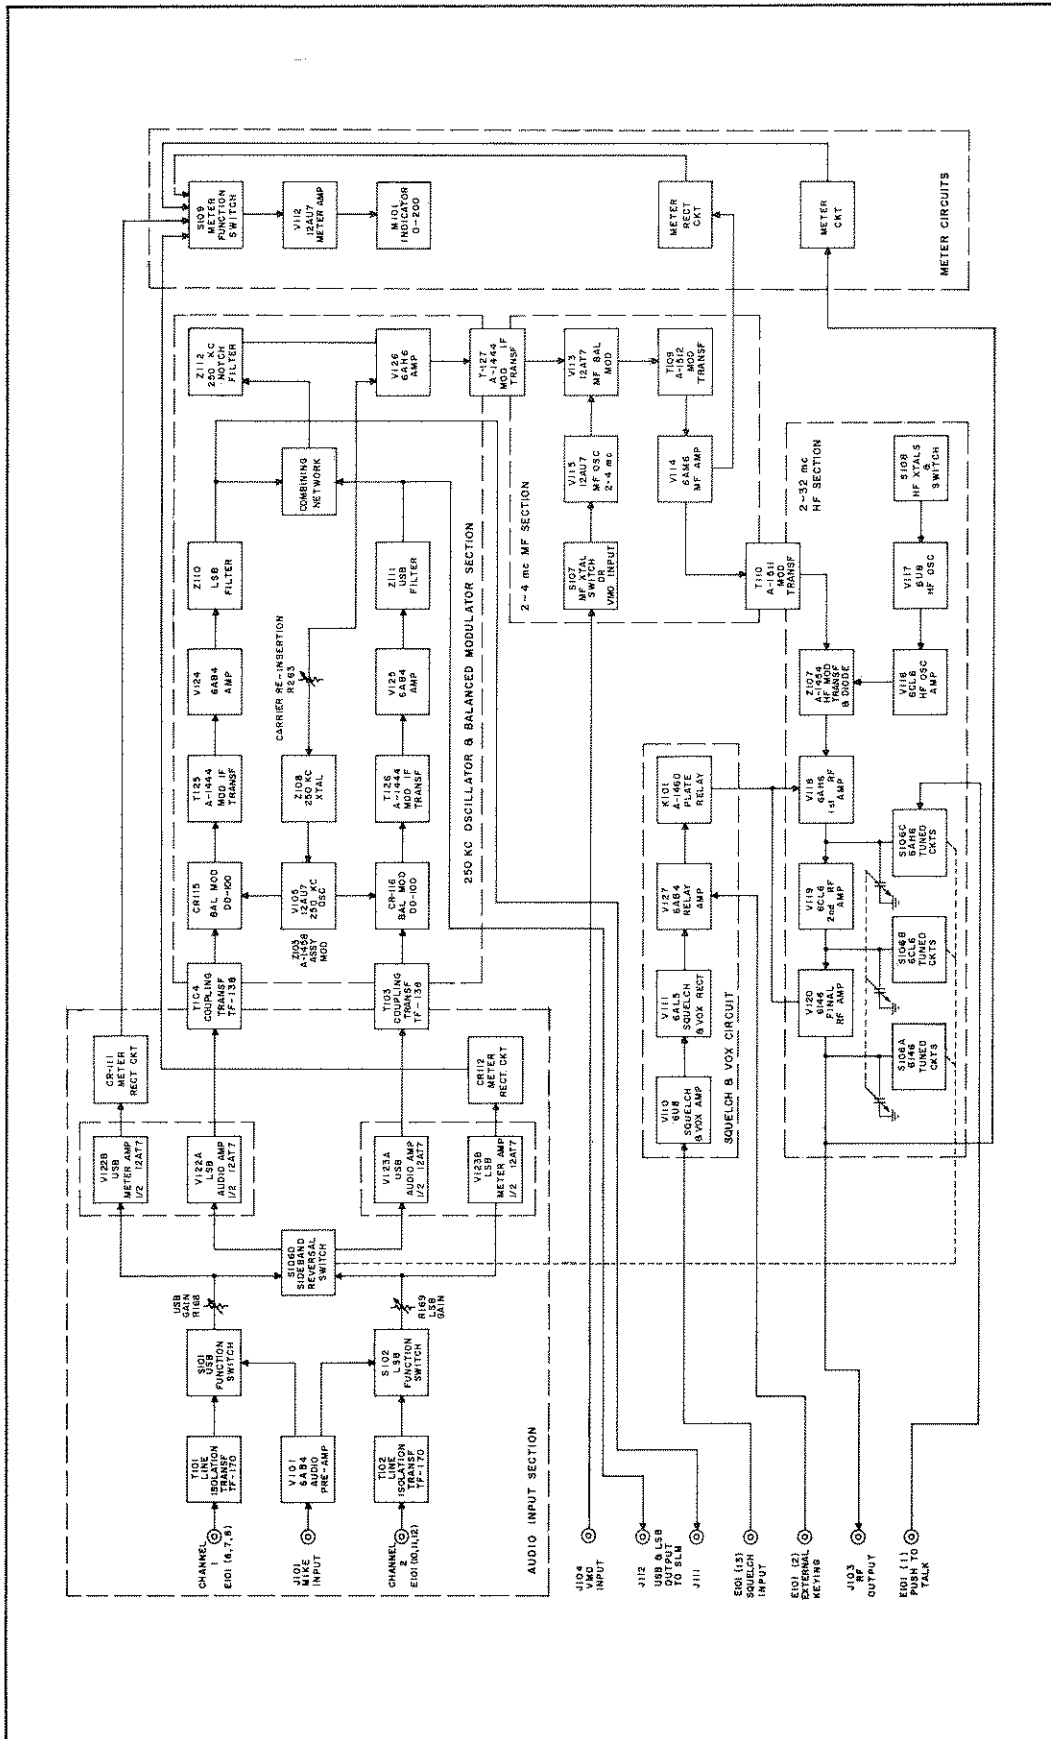 CHANNEL
1
E101 (6,7,8)
T101
LINE
ISOLATION
TRANSF
TF-170
S101
USB
FUNCTION
SWITCH
USB
GAIN
R168
J101
MIKE
INPUT
V101
6AB4
AUDIO
PRE-AMP
CHANNEL
2
E101 (10,11,12)
T102
LINE
ISOLATION
TRANSF
TF-170
S102
LSB
FUNCTION
SWITCH
R169
LSB
GAIN
S106D
SIDEBAND
REVERSAL
SWITCH
V122B
USB
METER AMP
1/2 12AT7
V122A
LSB
AUDIO AMP
1/2 12AT7
V123A
USB
AUDIO AMP
1/2 12AT7
V123B
LSB
METER AMP
1/2 12AT7
CR-111
METER
RECT CKT
CR112
METER
RECT CKT
AUDIO INPUT SECTION
T104
COUPLING
TRANSF
TF-136
T103
COUPLING
TRANSF
TF-136
CR115
BAL MOD
DD-100
V105
12AU7
250 KC
OSC
Z103
A-1458
ASSY
MOD
CR-116
BAL MOD
DD-100
T125
A-1444
MOD IF
TRANSF
Z108
250 KC
XTAL
T126
A-1444
MOD IF
TRANSF
CARRIER RE-INSERTION
R263
V124
6AB4
AMP
V125
6AB4
AMP
Z110
LSB
FILTER
Z111
USB
FILTER
COMBINING
NETWORK
Z112
250 KC
NOTCH
FILTER
V126
6AH6
AMP
250 KC OSCILLATOR & BALANCED MODULATOR SECTION
T-127
A-1444
MOD IF
TRANSF
S109
METER
FUNCTION
SWITCH
V112
12AU7
METER AMP
M101
INDICATOR
0-200
METER
RECT
CKT
METER
CKT
METER CIRCUITS
2-4 mc MF SECTION
S107
MF XTAL
SWITCH
OR
VMO INPUT
V115
12AU7
MF OSC
2-4 mc
V113
12AT7
MF BAL
MOD
T109
A-1512
MOD
TRANSF
V114
6AM6
MF AMP
T110
A-1511
MOD
TRANSF
J104
VMO
INPUT
J112
USB & LSB
OUTPUT
TO SLM
J111
E101 (13)
SQUELCH
INPUT
V110
6U8
SQUELCH
& VOX AMP
V111
6AL5
SQUELCH
& VOX RECT
V127
6AB4
RELAY
AMP
K101
A-1460
PLATE
RELAY
SQUELCH & VOX CIRCUIT
2-32 mc
HF SECTION
S108
HF XTALS
&
SWITCH
V117
6U8
HF OSC
V116
6CL6
HF OSC
AMP
Z107
A-1454
HF MOD
TRANSF
& DIODE
V118
6AH6
1st RF
AMP
V119
6CL6
2nd RF
AMP
V120
6146
FINAL
RF AMP
S106C
6AH6
TUNED
CKTS
S106B
6CL6
TUNED
CKTS
S106A
6146
TUNED
CKTS
E101 (2)
EXTERNAL
KEYING
J103
RF
OUTPUT
E101 (1)
PUSH TO
TALK